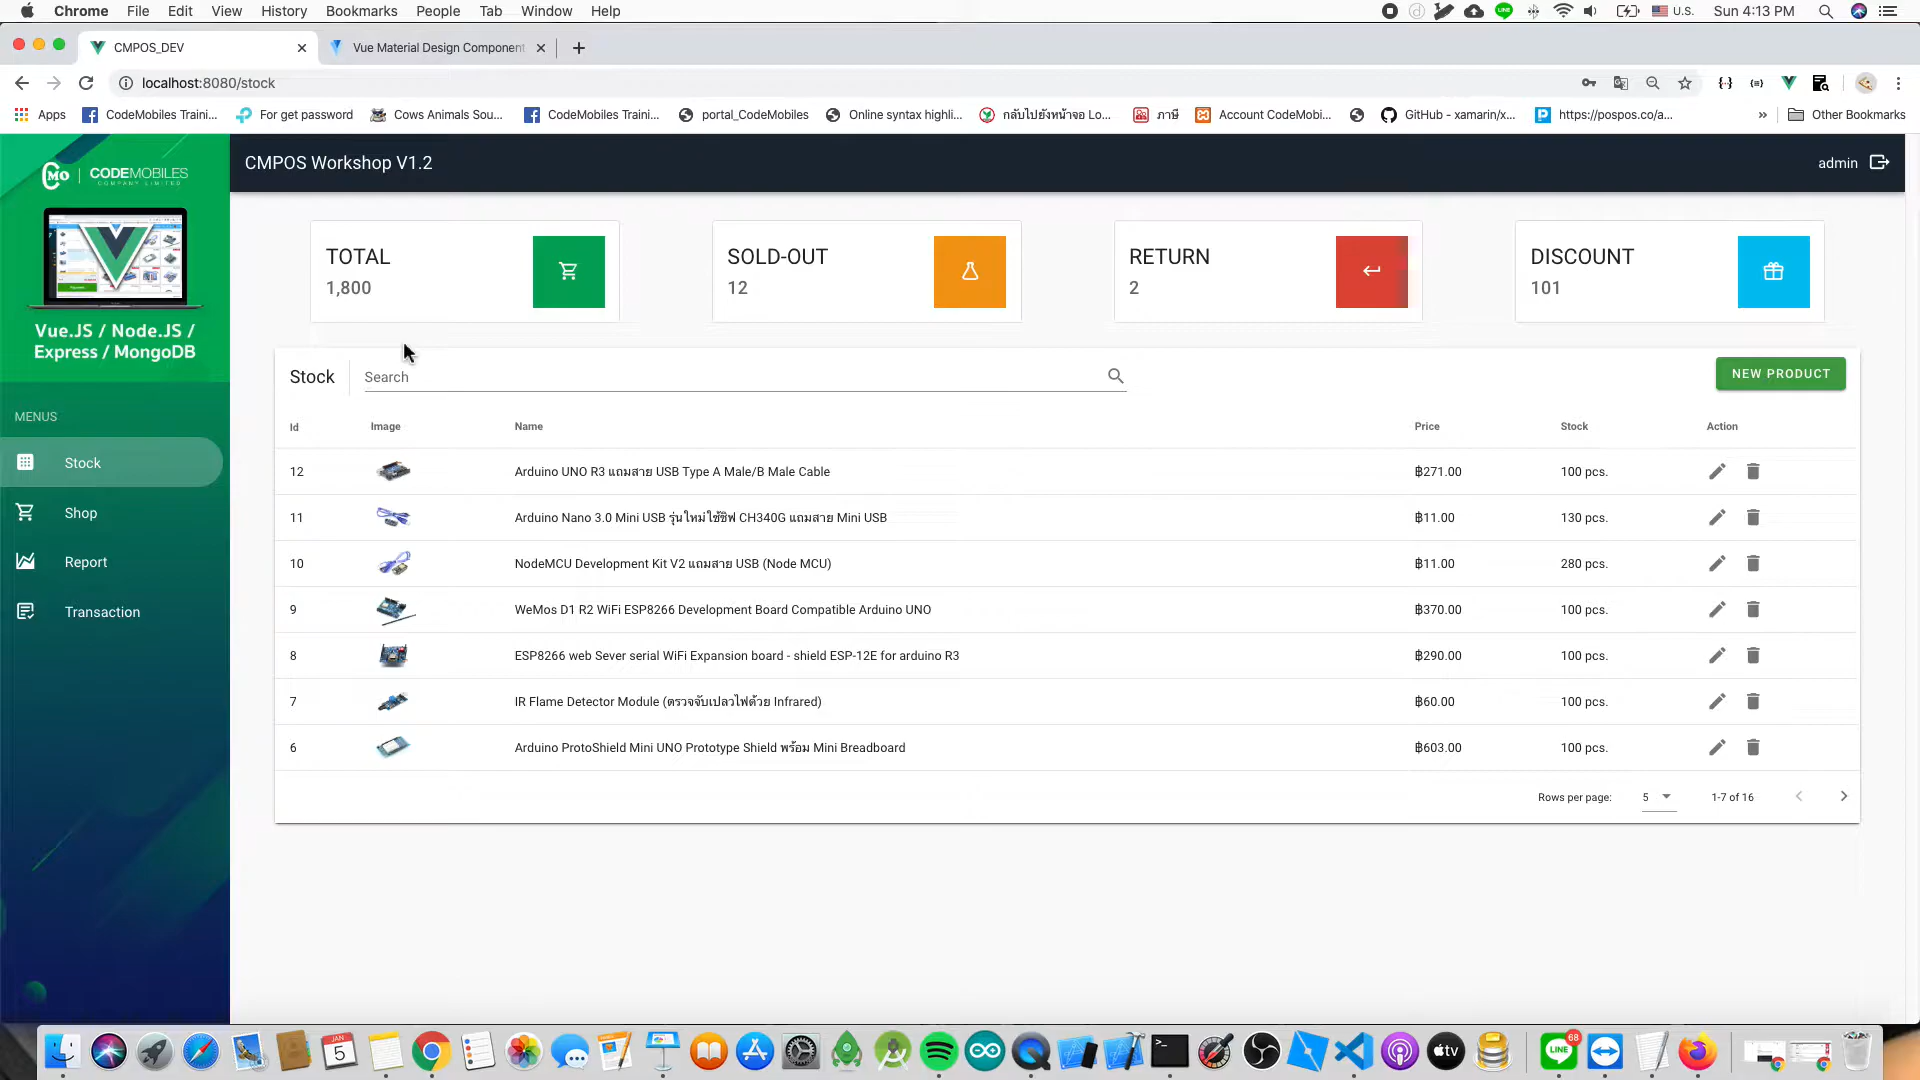 Chrome File Edit View History Bookmarks People Tab Window Help
U.S. Sun 4:13 PM
CMPOS_DEV
Vue Material Design Component
localhost:8080/stock
Apps CodeMobiles Traini... For get password Cows Animals Sou... CodeMobiles Traini... portal_CodeMobiles Online syntax highli... กลับไปยังหน้าจอ Lo... ภาษี Account CodeMobi... GitHub - xamarin/x... https://pospos.co/a... » Other Bookmarks
CMO CODEMOBILES
COMPANY LIMITED
Vue.JS / Node.JS /
Express / MongoDB
MENUS
Stock
Shop
Report
Transaction
CMPOS Workshop V1.2
admin
TOTAL
1,800
SOLD-OUT
12
RETURN
2
DISCOUNT
101
Stock Search NEW PRODUCT
Id Image Name Price Stock Action
12 Arduino UNO R3 แถมสาย USB Type A Male/B Male Cable ฿271.00 100 pcs.
11 Arduino Nano 3.0 Mini USB รุ่นใหม่ใช้ชิฟ CH340G แถมสาย Mini USB ฿11.00 130 pcs.
10 NodeMCU Development Kit V2 แถมสาย USB (Node MCU) ฿11.00 280 pcs.
9 WeMos D1 R2 WiFi ESP8266 Development Board Compatible Arduino UNO ฿370.00 100 pcs.
8 ESP8266 web Sever serial WiFi Expansion board - shield ESP-12E for arduino R3 ฿290.00 100 pcs.
7 IR Flame Detector Module (ตรวจจับเปลวไฟด้วย Infrared) ฿60.00 100 pcs.
6 Arduino ProtoShield Mini UNO Prototype Shield พร้อม Mini Breadboard ฿603.00 100 pcs.
Rows per page: 5 1-7 of 16
JAN
5
LINE
68
tv